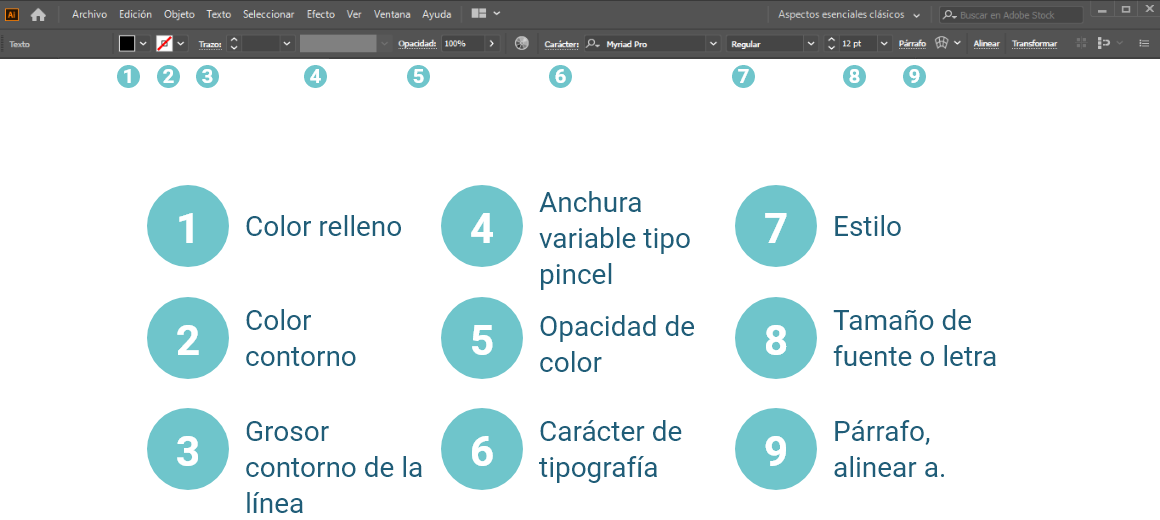 Ai Archivo Edición Objeto Texto Seleccionar Efecto Ver Ventana Ayuda Aspectos esenciales clásicos Buscar en Adobe Stock
Texto Trazo: Opacidad: 100% Carácter: Myriad Pro Regular 12 pt Párrafo Alinear Transformar
1 2 3 4 5 6 7 8 9
1 Color relleno
2 Color
contorno
3 Grosor
contorno de la
línea
4 Anchura
variable tipo
pincel
5 Opacidad de
color
6 Carácter de
tipografía
7 Estilo
8 Tamaño de
fuente o letra
9 Párrafo,
alinear a.